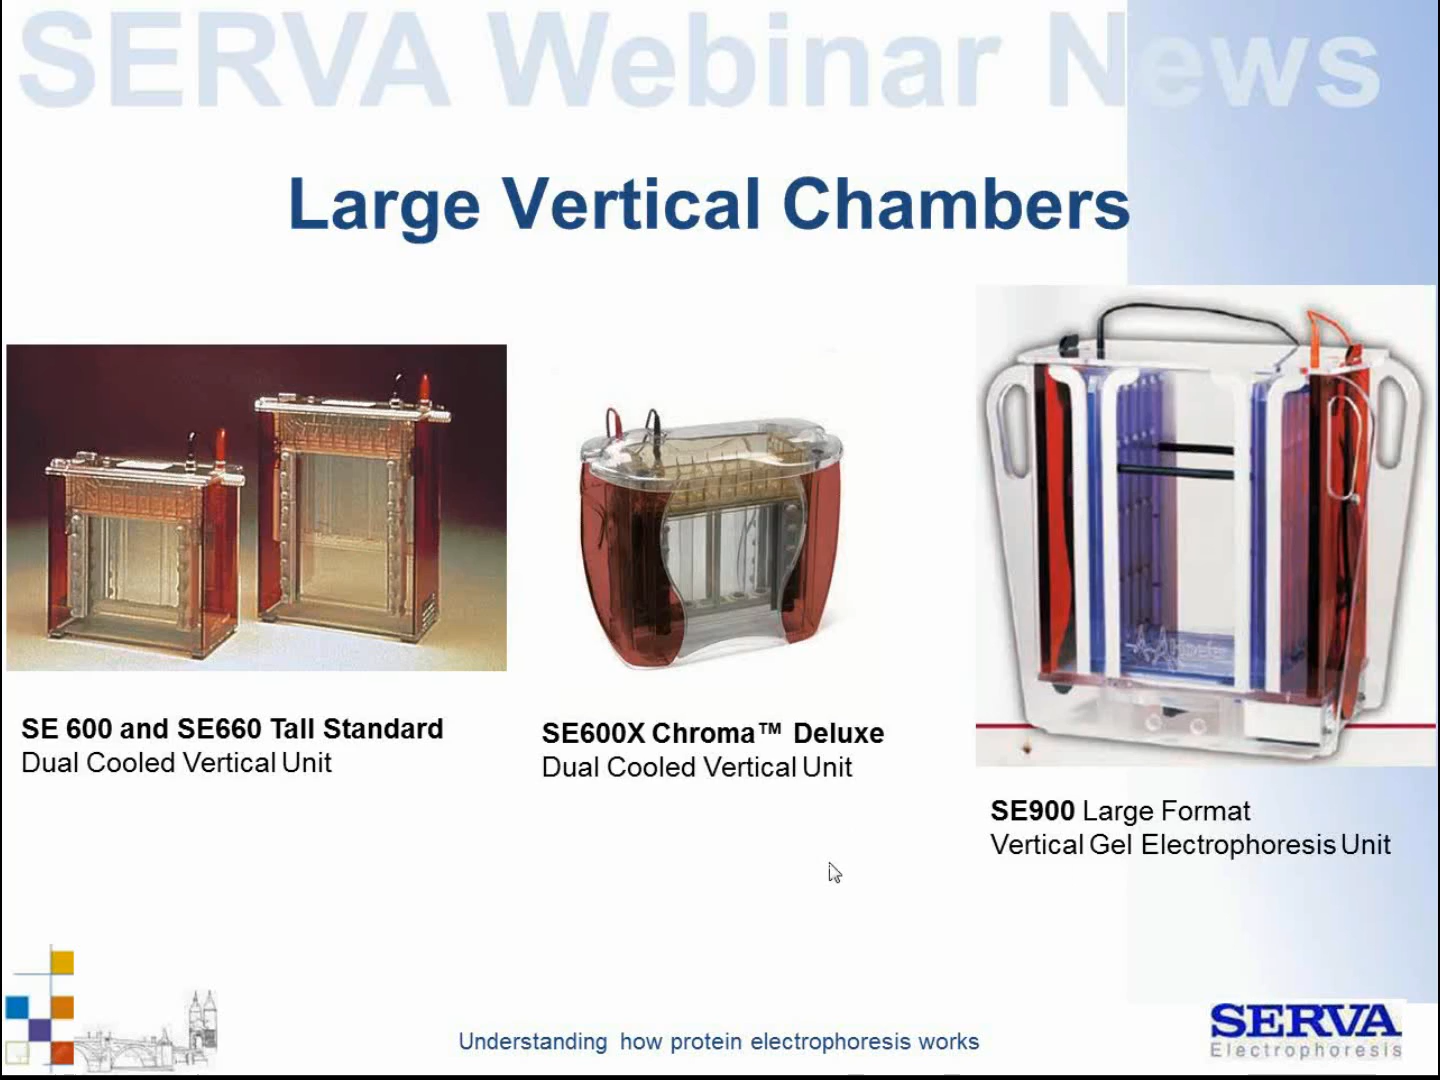 SERVA Webinar News
Large Vertical Chambers
SE 600 and SE660 Tall Standard
Dual Cooled Vertical Unit
SE600X Chroma™ Deluxe
Dual Cooled Vertical Unit
SE900 Large Format
Vertical Gel Electrophoresis Unit
Understanding how protein electrophoresis works
SERVA
Electrophoresis